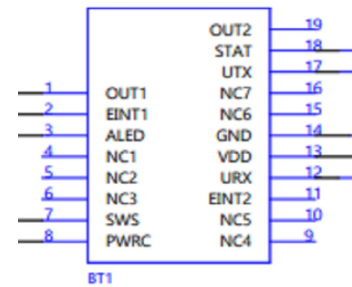 OUT2 19
STAT 18
UTX 17
1 OUT1 NC7 16
2 EINT1 NC6 15
3 ALED GND 14
4 NC1 VDD 13
5 NC2 URX 12
6 NC3 EINT2 11
7 SWS NC5 10
8 PWRC NC4 9
BT1